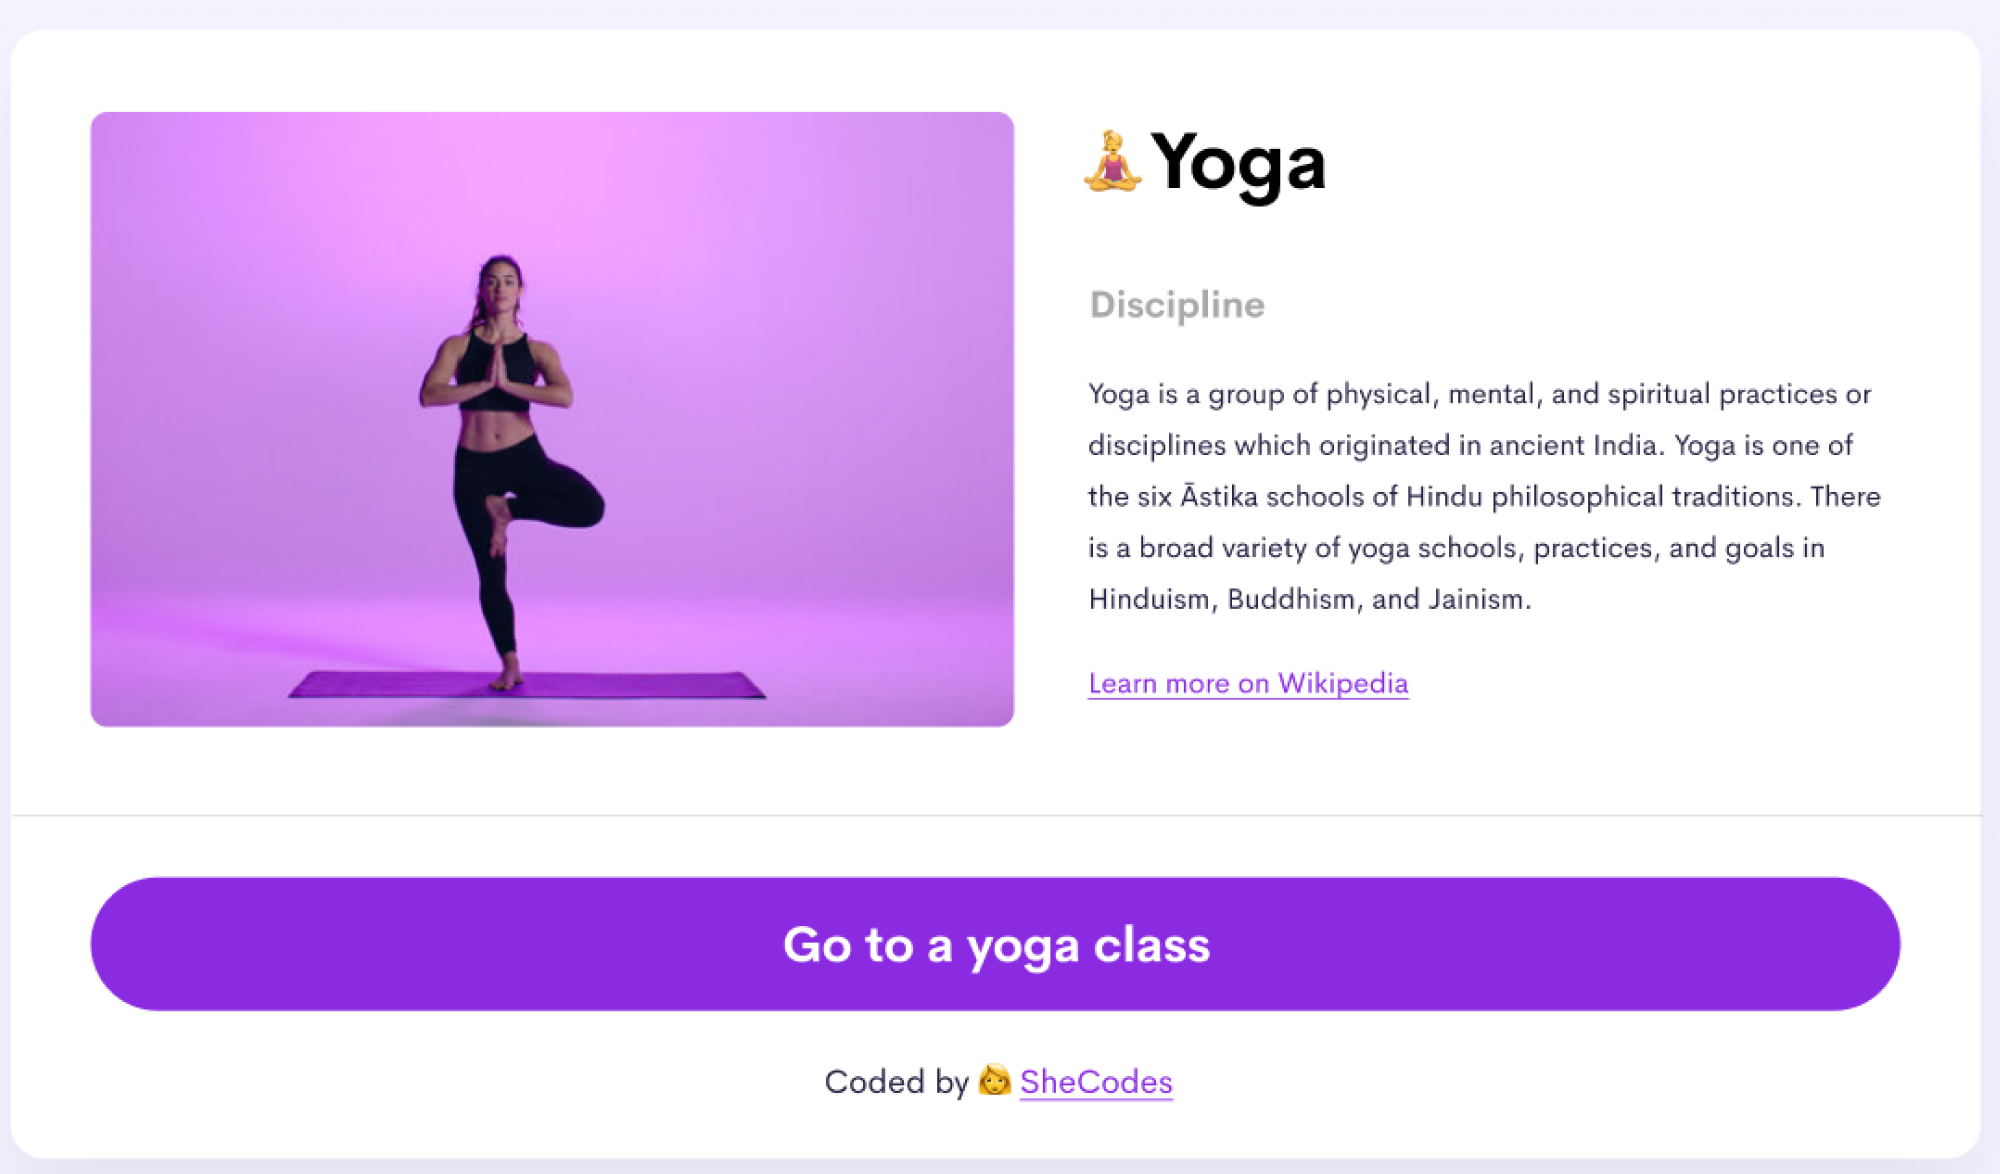 🧘‍♀️ Yoga
Discipline
Yoga is a group of physical, mental, and spiritual practices or
disciplines which originated in ancient India. Yoga is one of
the six Āstika schools of Hindu philosophical traditions. There
is a broad variety of yoga schools, practices, and goals in
Hinduism, Buddhism, and Jainism.
Learn more on Wikipedia
Go to a yoga class
Coded by 👩 SheCodes